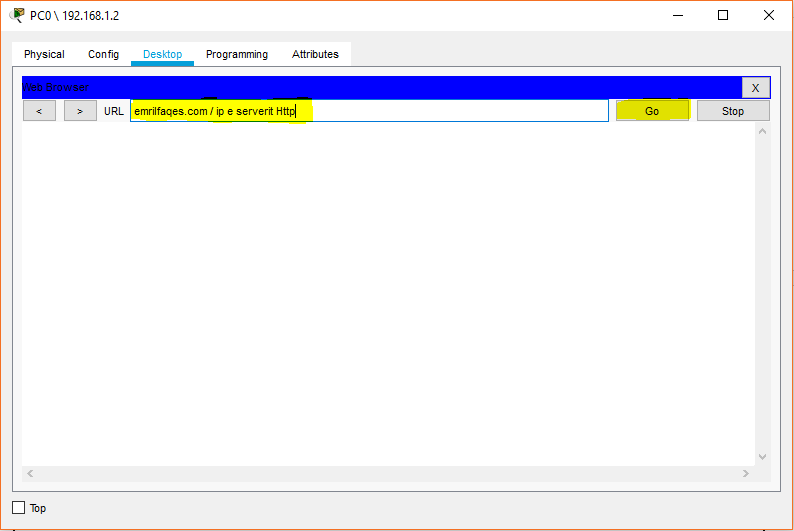 PC0 \ 192.168.1.2
Physical Config Desktop Programming Attributes
Web Browser
X
< > URL emrilfaqes.com / ip e serverit Http Go Stop
Top